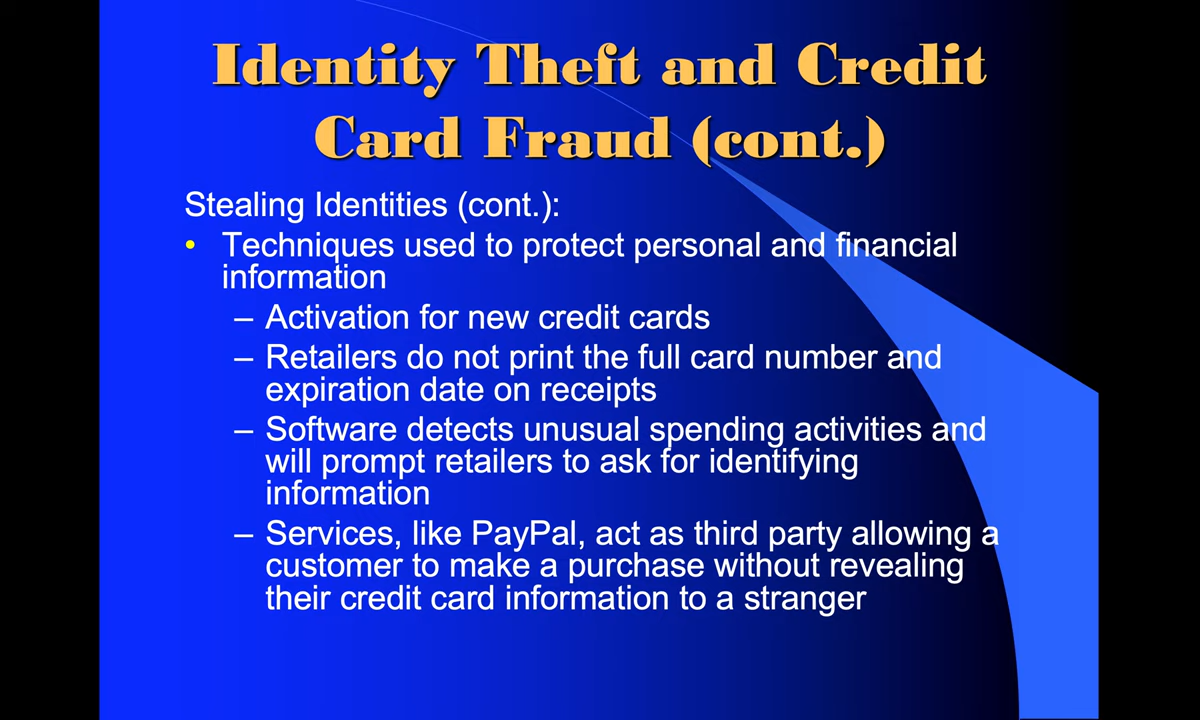 Identity Theft and Credit
Card Fraud (cont.)
Stealing Identities (cont.):
• Techniques used to protect personal and financial
information
– Activation for new credit cards
– Retailers do not print the full card number and
expiration date on receipts
– Software detects unusual spending activities and
will prompt retailers to ask for identifying
information
– Services, like PayPal, act as third party allowing a
customer to make a purchase without revealing
their credit card information to a stranger